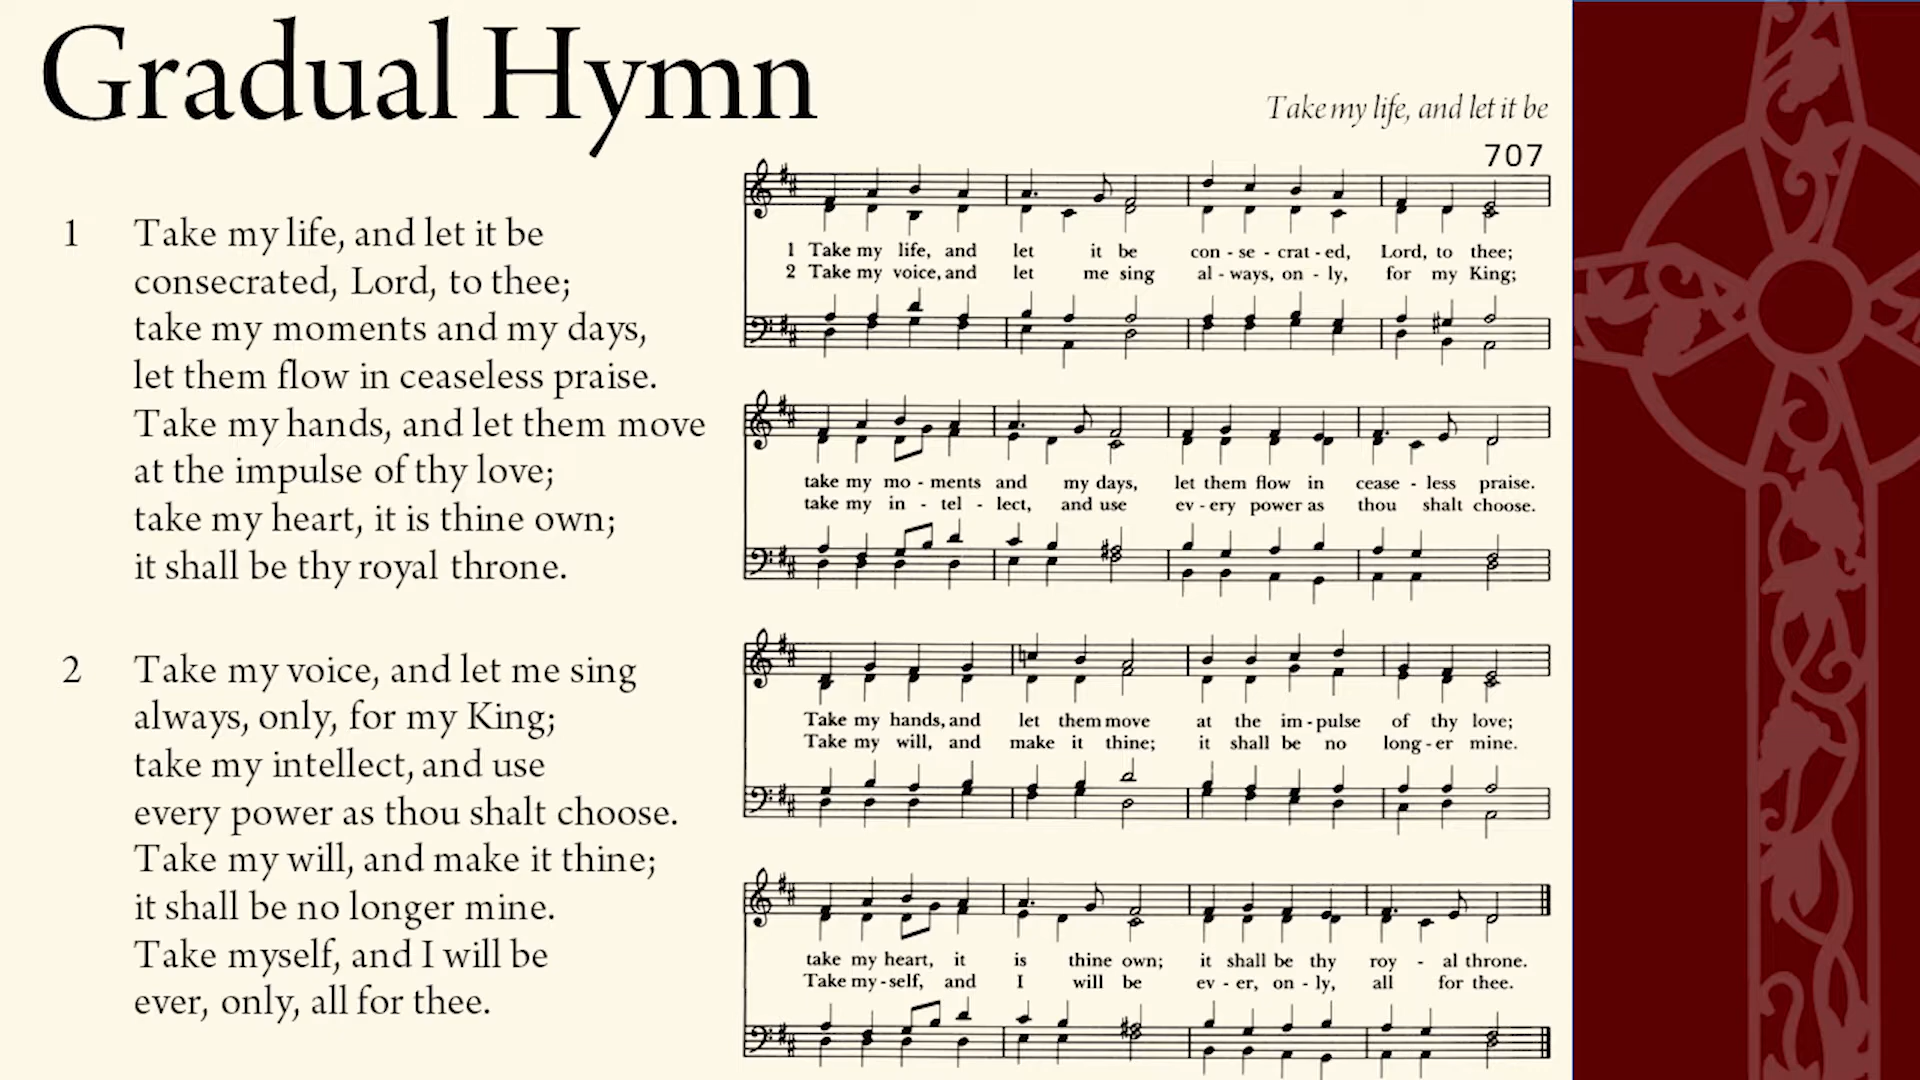 Gradual Hymn
Take my life, and let it be
707
1 Take my life, and let it be
consecrated, Lord, to thee;
take my moments and my days,
let them flow in ceaseless praise.
Take my hands, and let them move
at the impulse of thy love;
take my heart, it is thine own;
it shall be thy royal throne.
2 Take my voice, and let me sing
always, only, for my King;
take my intellect, and use
every power as thou shalt choose.
Take my will, and make it thine;
it shall be no longer mine.
Take myself, and I will be
ever, only, all for thee.
1 Take my life, and let it be con - se - crat - ed, Lord, to thee;
2 Take my voice, and let me sing al - ways, on - ly, for my King;
take my mo - ments and my days, let them flow in cease - less praise.
take my in - tel - lect, and use ev - ery power as thou shalt choose.
Take my hands, and let them move at the im - pulse of thy love;
Take my will, and make it thine; it shall be no long - er mine.
take my heart, it is thine own; it shall be thy roy - al throne.
Take my - self, and I will be ev - er, on - ly, all for thee.